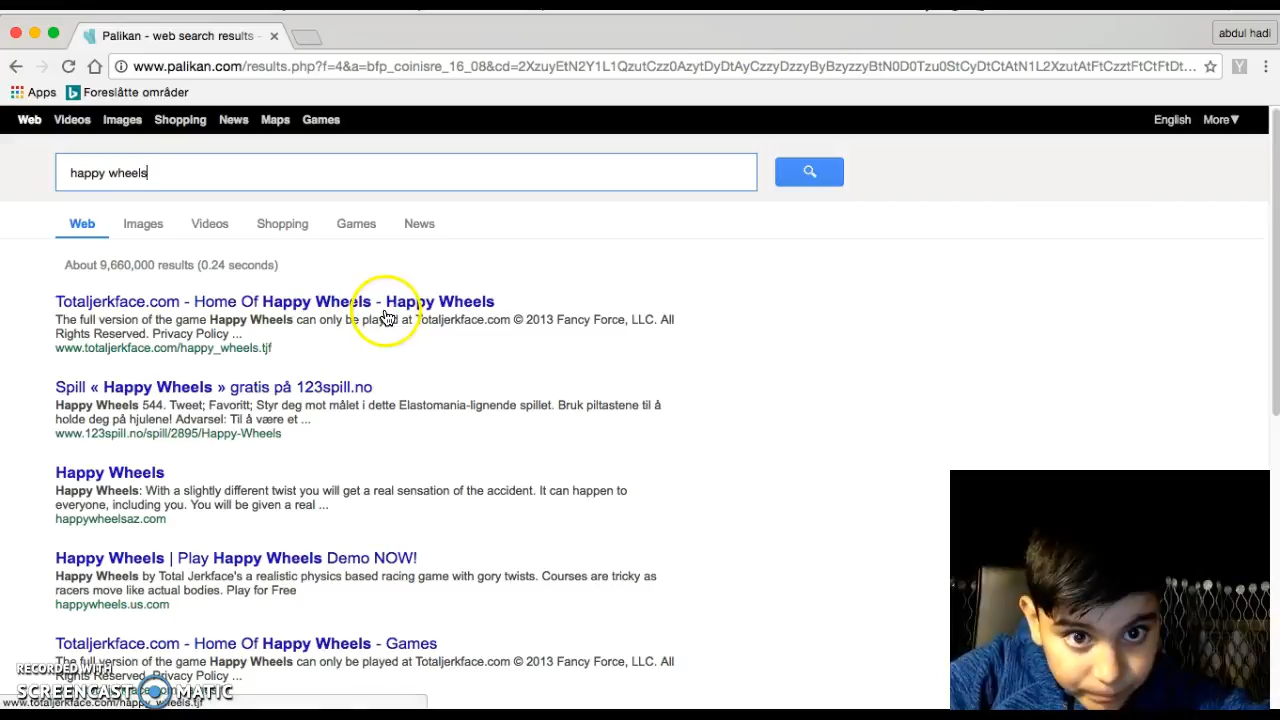 Palikan - web search results -
abdul hadi
www.palikan.com/results.php?f=4&a=bfp_coinisre_16_08&cd=2XzuyEtN2Y1L1QzutCzz0AzytDyDtAyCzzyDzzyByBzyzzyBtN0D0Tzu0StCyDtCtAtN1L2XzutAtFtCzztFtCtFtDt...
Apps
Foreslåtte områder
Web Videos Images Shopping News Maps Games
English More▼
happy wheels
Web Images Videos Shopping Games News
About 9,660,000 results (0.24 seconds)
Totaljerkface.com - Home Of Happy Wheels - Happy Wheels
The full version of the game Happy Wheels can only be played at Totaljerkface.com © 2013 Fancy Force, LLC. All
Rights Reserved. Privacy Policy ...
www.totaljerkface.com/happy_wheels.tjf
Spill « Happy Wheels » gratis på 123spill.no
Happy Wheels 544. Tweet; Favoritt; Styr deg mot målet i dette Elastomania-lignende spillet. Bruk piltastene til å
holde deg på hjulene! Advarsel: Til å være et ...
www.123spill.no/spill/2895/Happy-Wheels
Happy Wheels
Happy Wheels: With a slightly different twist you will get a real sensation of the accident. It can happen to
everyone, including you. You will be given a real ...
happywheelsaz.com
Happy Wheels | Play Happy Wheels Demo NOW!
Happy Wheels by Total Jerkface's a realistic physics based racing game with gory twists. Courses are tricky as
racers move like actual bodies. Play for Free
happywheels.us.com
Totaljerkface.com - Home Of Happy Wheels - Games
The full version of the game Happy Wheels can only be played at Totaljerkface.com © 2013 Fancy Force, LLC. All
Rights Reserved. Privacy Policy ...
RECORDED WITH
SCREENCAST MATIC
www.totaljerkface.com/happy_wheels.tjf